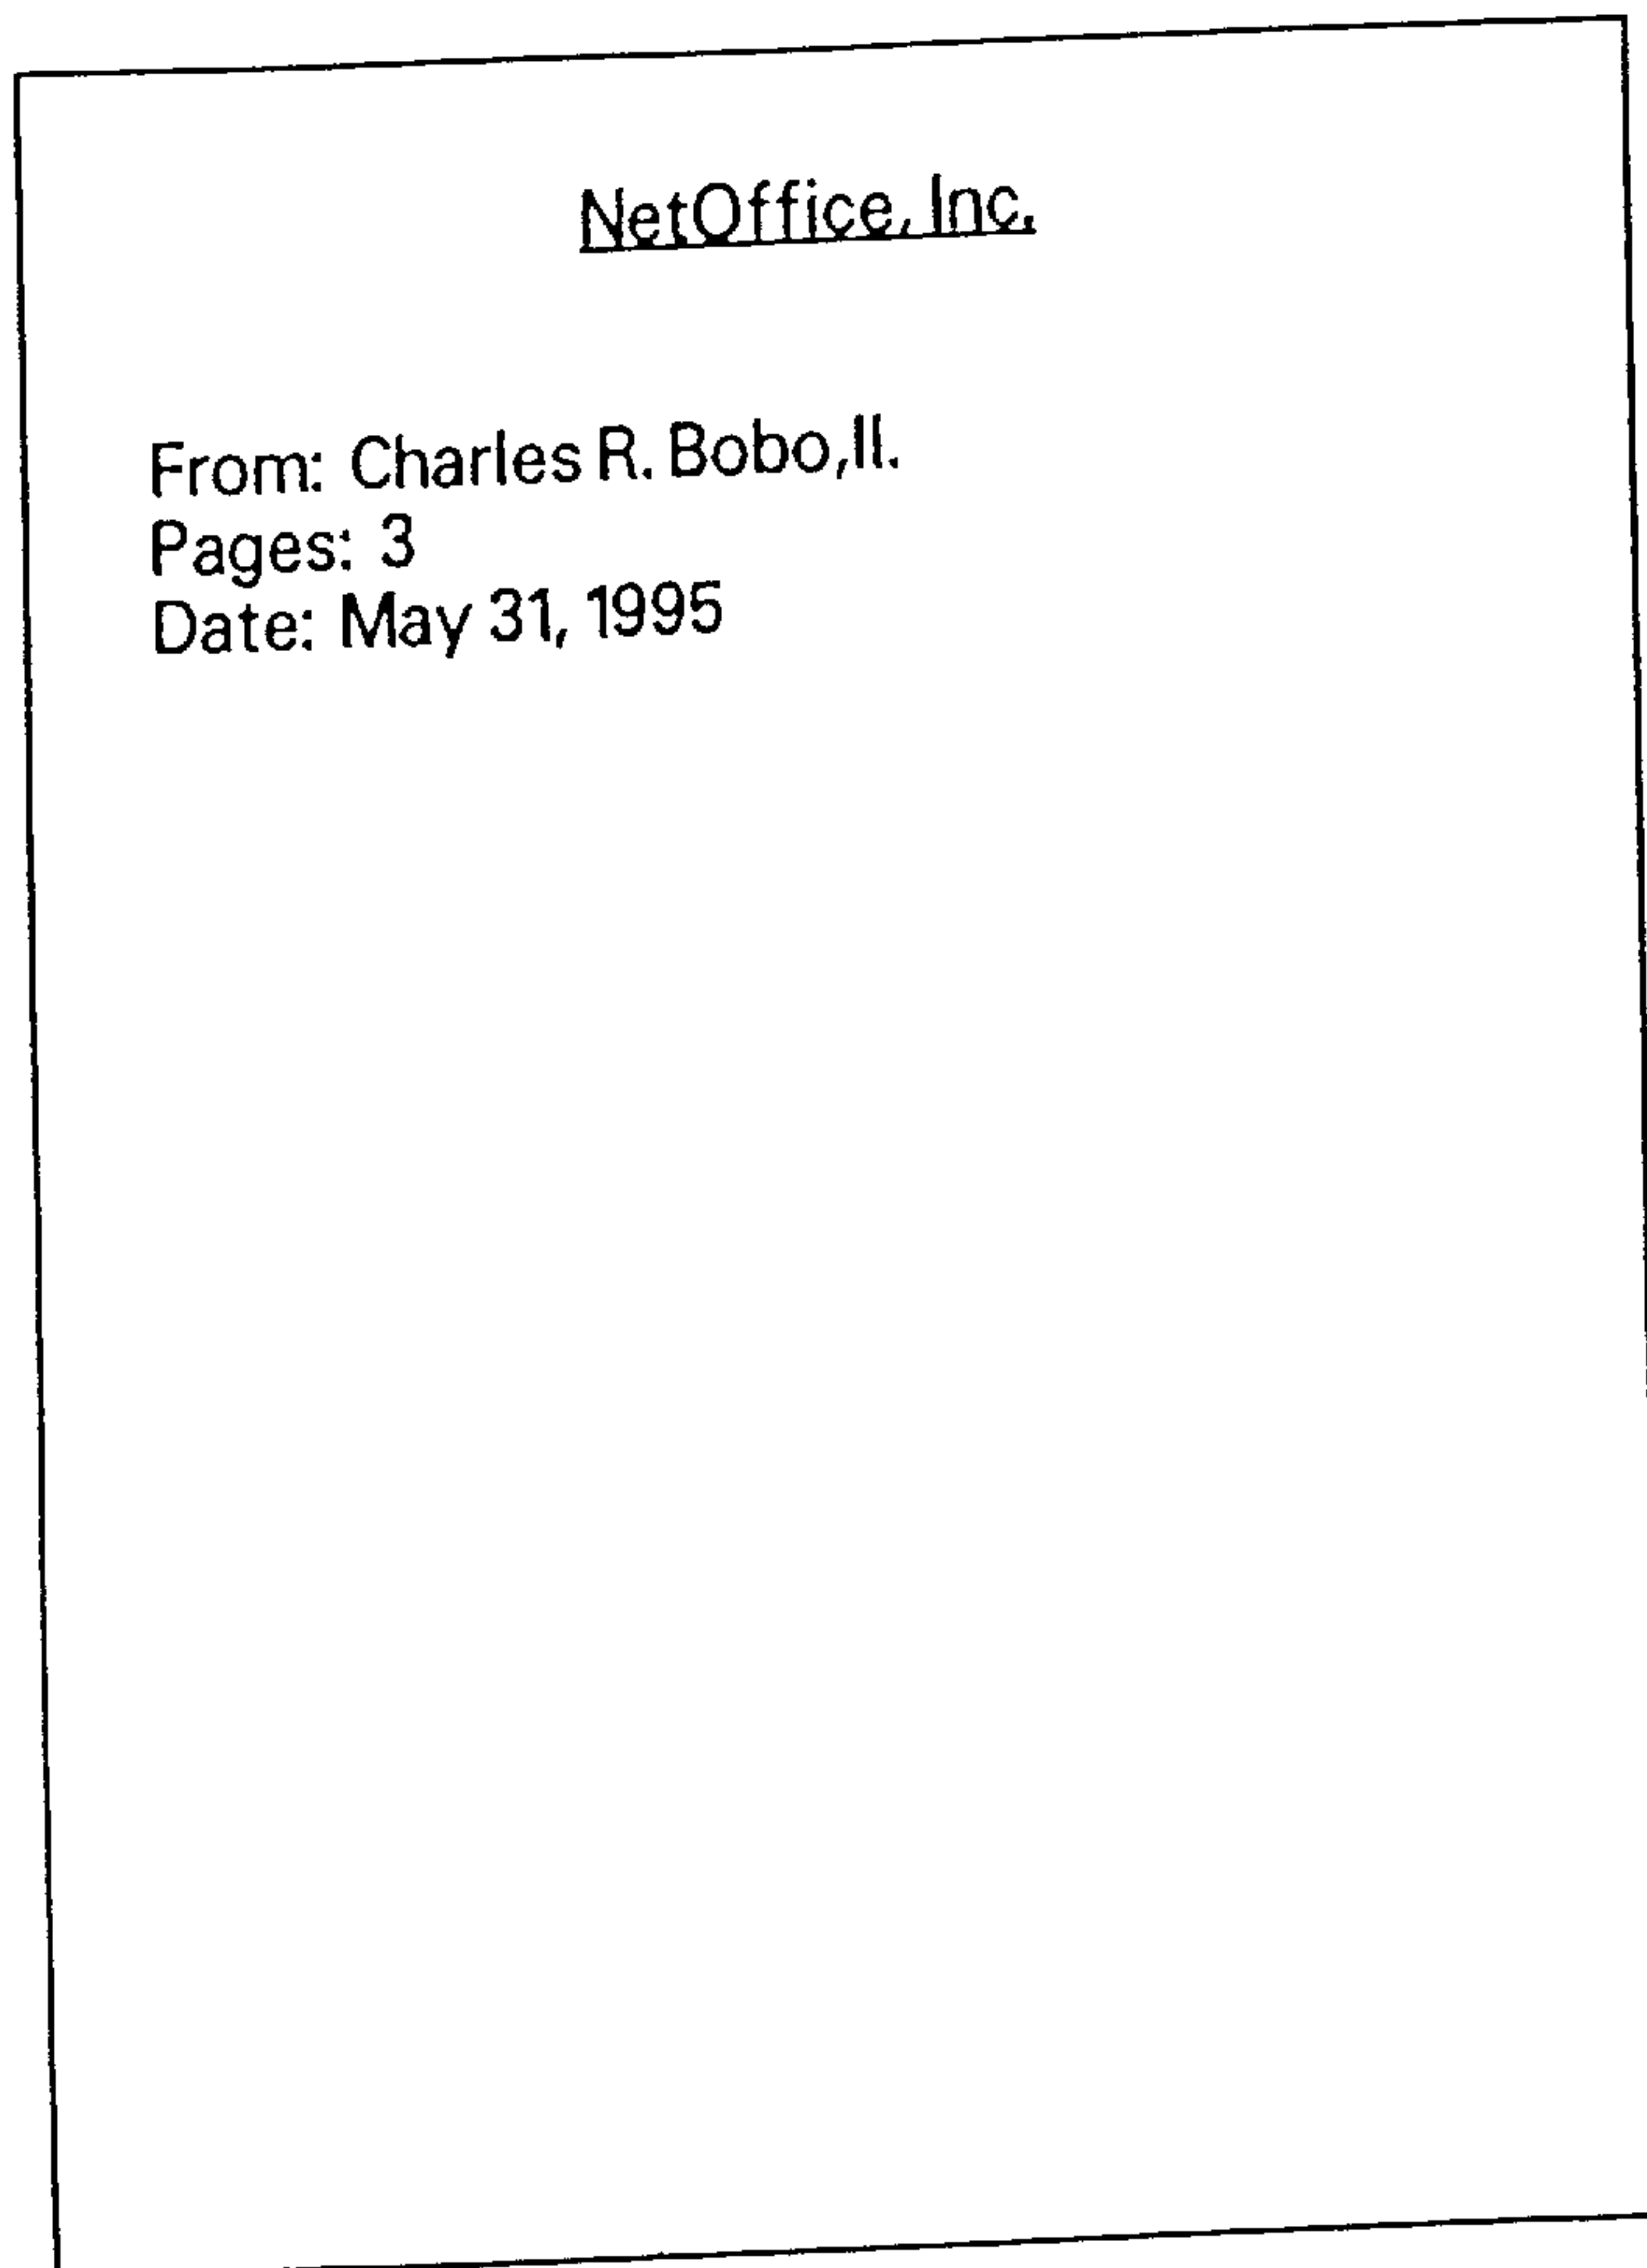 NetOffice, Inc.
From: Charles R. Bobo, II.
Pages: 3
Date: May 31, 1995